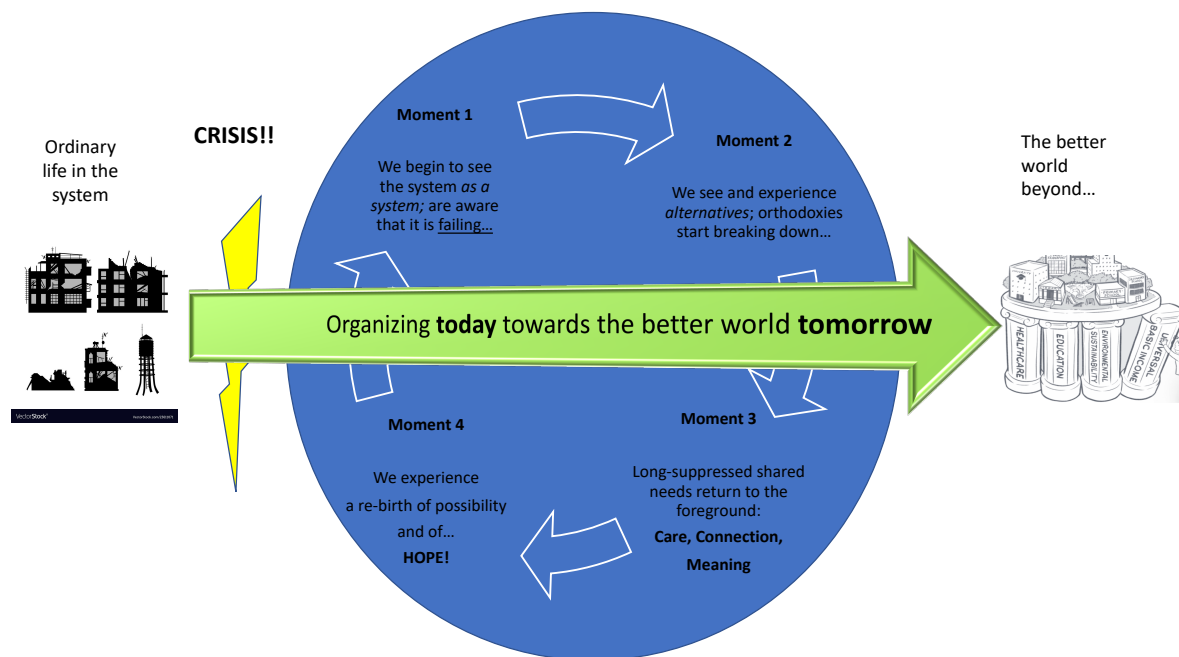 Ordinary
life in the
system
CRISIS!!
Moment 1
We begin to see
the system as a
system; are aware
that it is failing…
Moment 2
We see and experience
alternatives; orthodoxies
start breaking down…
The better
world
beyond…
Organizing today towards the better world tomorrow
Moment 4
We experience
a re-birth of possibility
and of…
HOPE!
Moment 3
Long-suppressed shared
needs return to the
foreground:
Care, Connection,
Meaning
HEALTHCARE
EDUCATION
ENVIRONMENTAL
SUSTAINABILITY
UNIVERSAL
BASIC INCOME
VectorStock